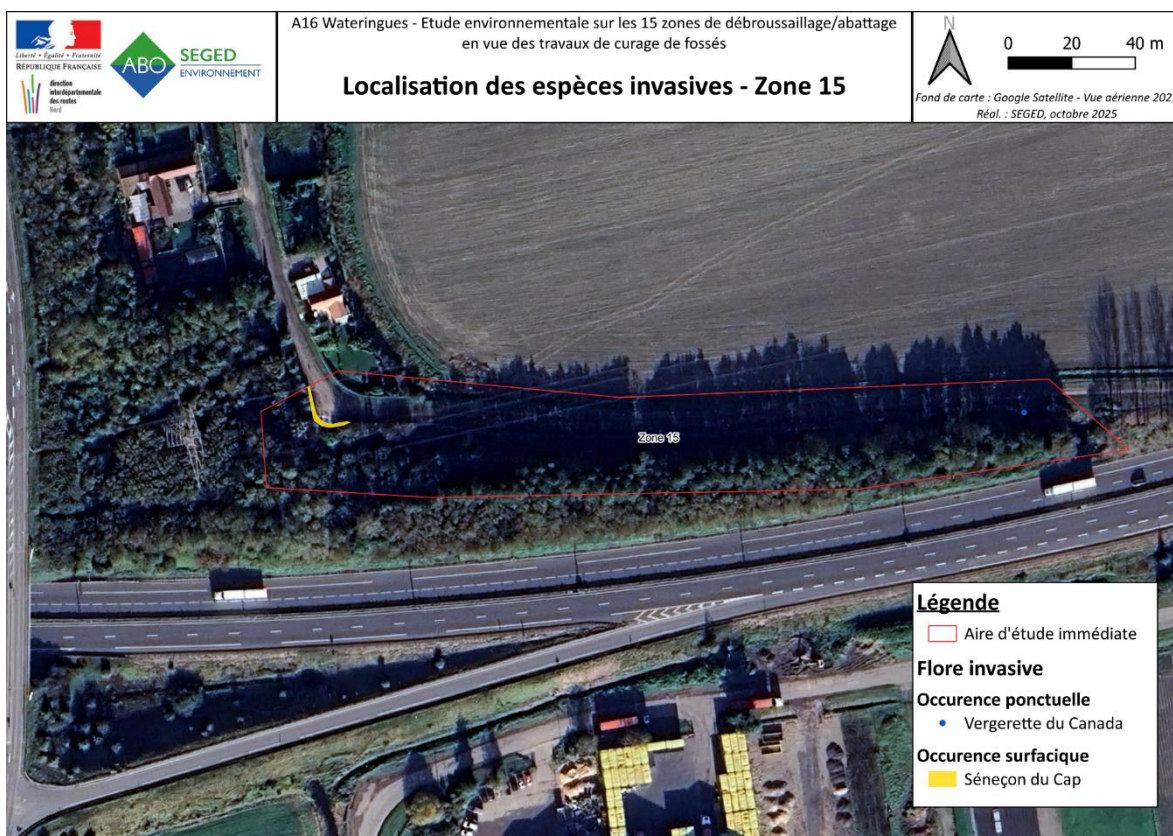 Liberté • Égalité • Fraternité
RÉPUBLIQUE FRANÇAISE
direction
interdépartementale
des routes
Nord
ABO
SEGED
ENVIRONNEMENT
A16 Wateringues - Etude environnementale sur les 15 zones de débroussaillage/abattage
en vue des travaux de curage de fossés
Localisation des espèces invasives - Zone 15
N
0 20 40 m
Fond de carte : Google Satellite - Vue aérienne 202
Réal. : SEGED, octobre 2025
Zone 15
Légende
Aire d'étude immédiate
Flore invasive
Occurence ponctuelle
Vergerette du Canada
Occurence surfacique
Séneçon du Cap